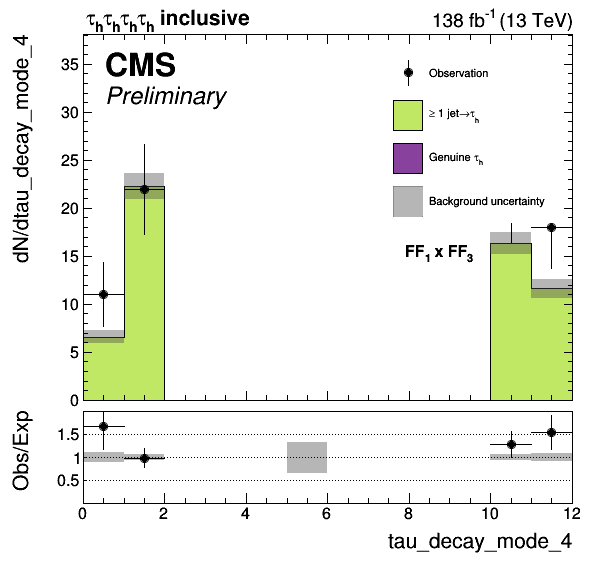 τhτhτhτh inclusive
138 fb-1 (13 TeV)
CMS
Preliminary
Observation
≥ 1 jet→τh
Genuine τh
Background uncertainty
FF1 x FF3
dN/dtau_decay_mode_4
35
30
25
20
15
10
5
0
Obs/Exp
1.5
1
0.5
0 2 4 6 8 10 12
tau_decay_mode_4